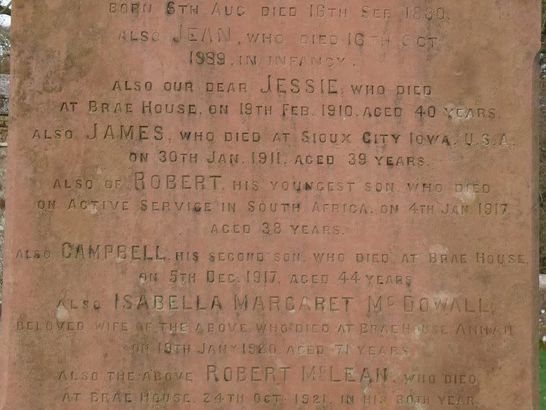 BORN 5TH AUG DIED 16TH SEP 1880.
ALSO JEAN, WHO DIED 16TH OCT
1889, IN INFANCY.
ALSO OUR DEAR JESSIE, WHO DIED
AT BRAE HOUSE, ON 19TH FEB. 1910, AGED 40 YEARS.
ALSO JAMES, WHO DIED AT SIOUX CITY IOWA, U.S.A.
ON 30TH JAN. 1911. AGED 39 YEARS.
ALSO OF ROBERT, HIS YOUNGEST SON, WHO DIED
ON ACTIVE SERVICE IN SOUTH AFRICA, ON 4TH JAN. 1917,
AGED 38 YEARS.
ALSO CAMPBELL, HIS SECOND SON, WHO DIED AT BRAE HOUSE,
ON 5TH DEC. 1917, AGED 44 YEARS
ALSO ISABELLA MARGARET MCDOWALL
BELOVED WIFE OF THE ABOVE, WHO DIED AT BRAE HOUSE ANNAN,
ON 19TH JANY 1920, AGED 71 YEARS
ALSO THE ABOVE ROBERT MCLEAN, WHO DIED
AT BRAE HOUSE, 24TH OCT. 1921, IN HIS 80TH YEAR.